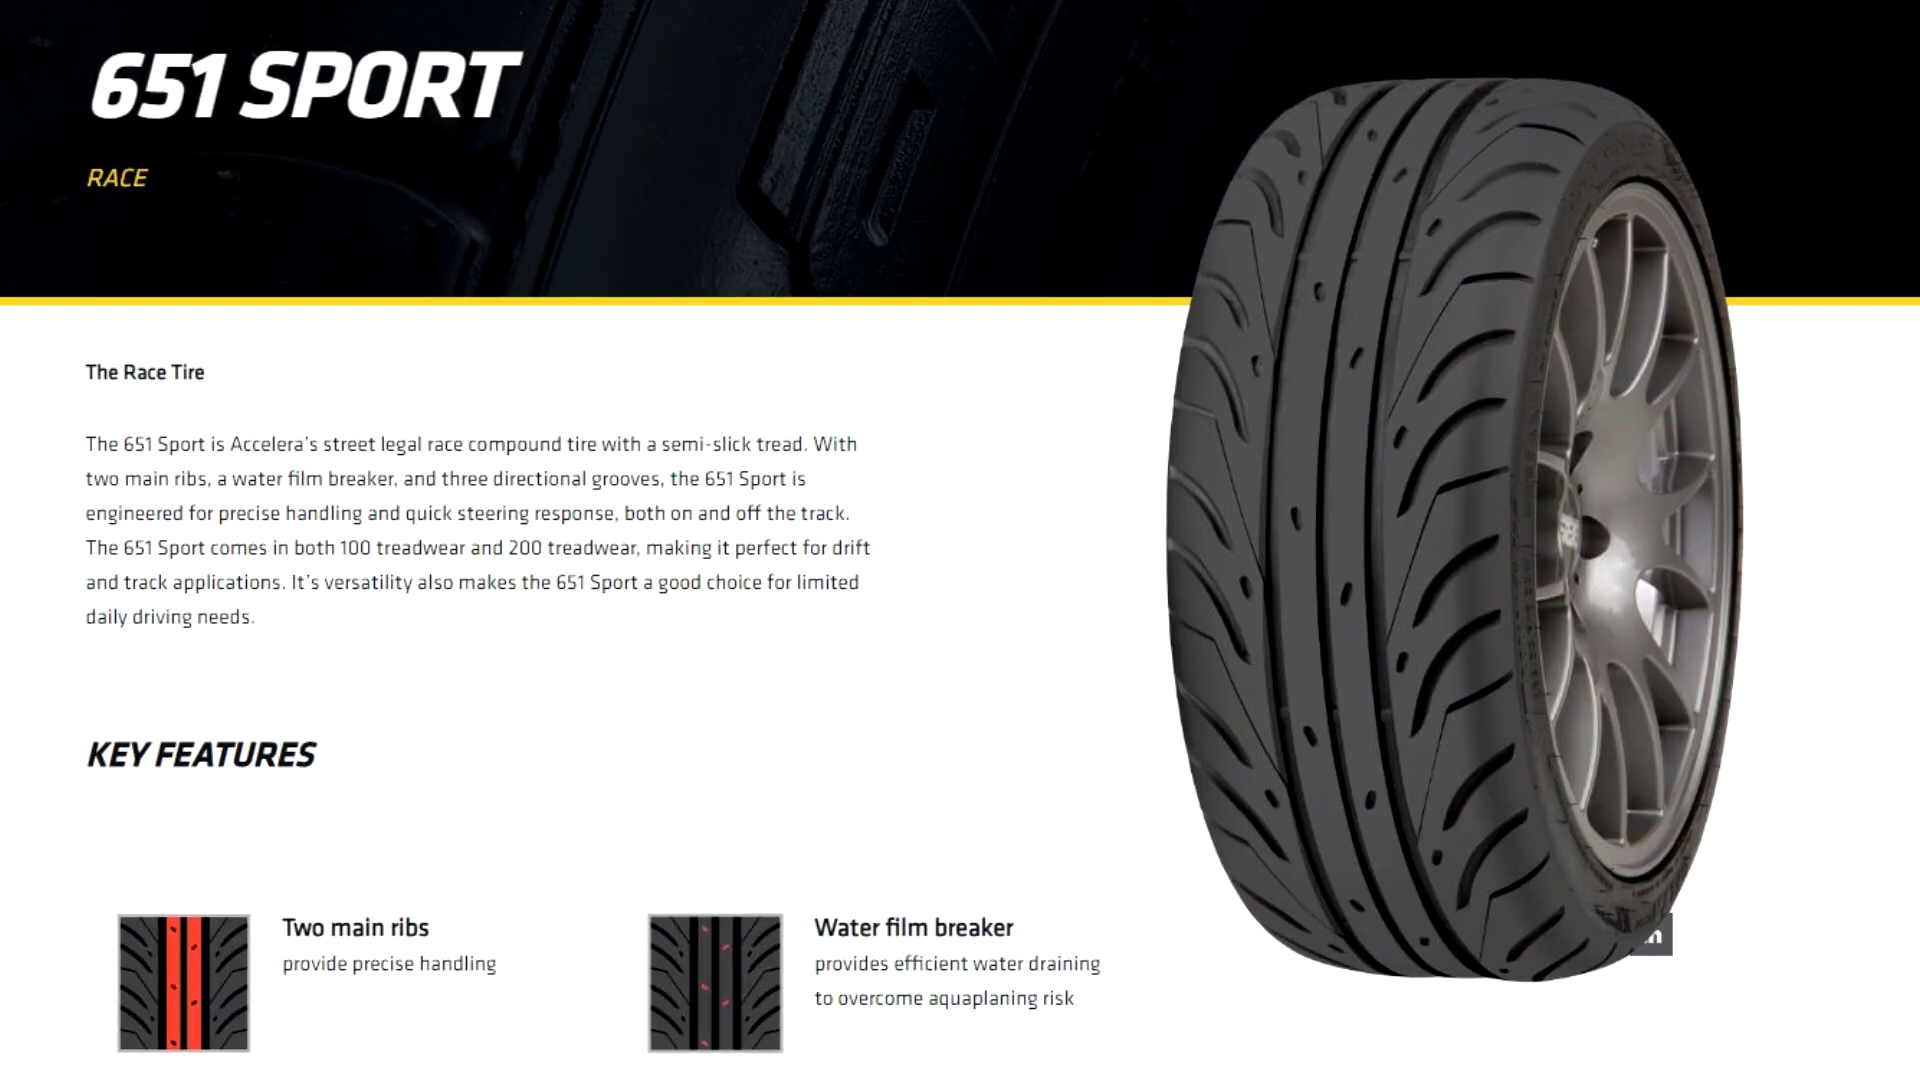 651 SPORT
RACE
The Race Tire
The 651 Sport is Accelera's street legal race compound tire with a semi-slick tread. With
two main ribs, a water film breaker, and three directional grooves, the 651 Sport is
engineered for precise handling and quick steering response, both on and off the track.
The 651 Sport comes in both 100 treadwear and 200 treadwear, making it perfect for drift
and track applications. It's versatility also makes the 651 Sport a good choice for limited
daily driving needs.
KEY FEATURES
Two main ribs
provide precise handling
Water film breaker
provides efficient water draining
to overcome aquaplaning risk